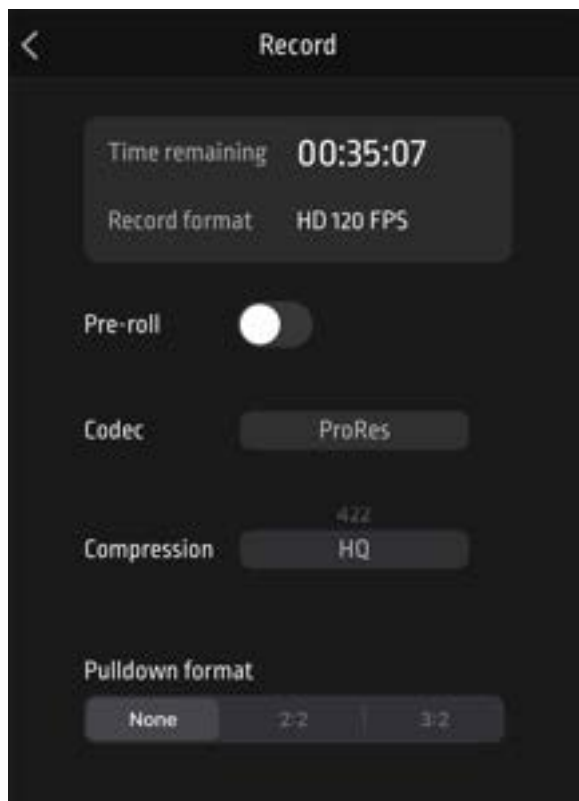 Record
Time remaining 00:35:07
Record format HD 120 FPS
Pre-roll
Codec ProRes
422
Compression HQ
Pulldown format
None 2:2 3:2